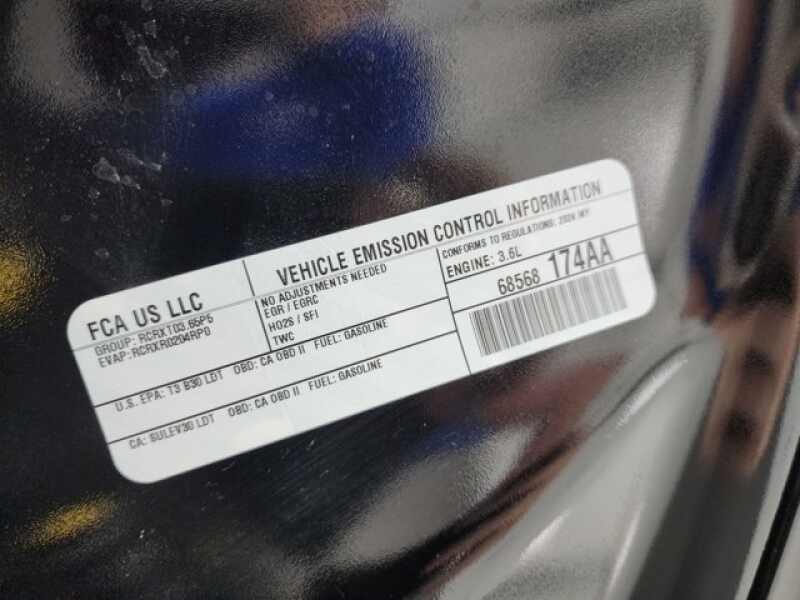 FCA US LLC
GROUP: RCRXT03.65P5
EVAP: RCRXR0204RP0
VEHICLE EMISSION CONTROL INFORMATION
NO ADJUSTMENTS NEEDED
EGR / EGRC
HO2S / SFI
TWC
CONFORMS TO REGULATIONS: 2024 MY
ENGINE: 3.6L
68568 174AA
U.S. EPA: T3 B30 LDT OBD: CA OBD II FUEL: GASOLINE
CA: SULEV30 LDT OBD: CA OBD II FUEL: GASOLINE